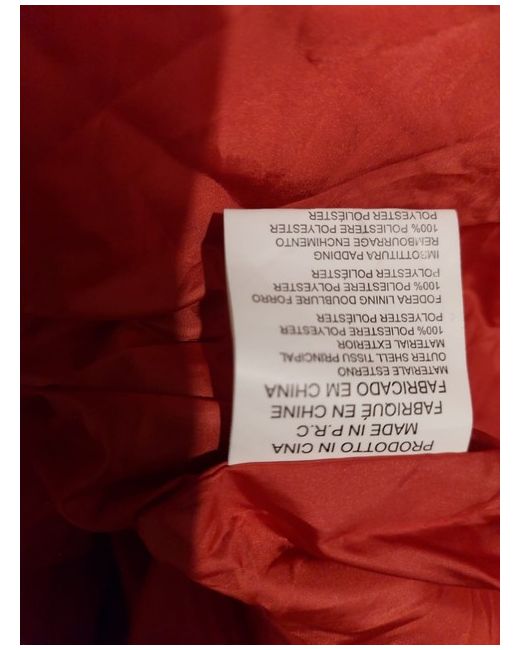 PRODOTTO IN CINA
MADE IN P.R.C
FABRIQUÉ EN CHINE
FABRICADO EM CHINA
MATERIALE ESTERNO
OUTER SHELL TISSU PRINCIPAL
MATERIAL EXTERIOR
100% POLIESTERE POLYESTER
POLYESTER POLIÉSTER
FODERA LINING DOUBLURE FORRO
100% POLIESTERE POLYESTER
POLYESTER POLIÉSTER
IMBOTTITURA PADDING
REMBOURRAGE ENCHIMENTO
100% POLIESTERE POLYESTER
POLYESTER POLIÉSTER